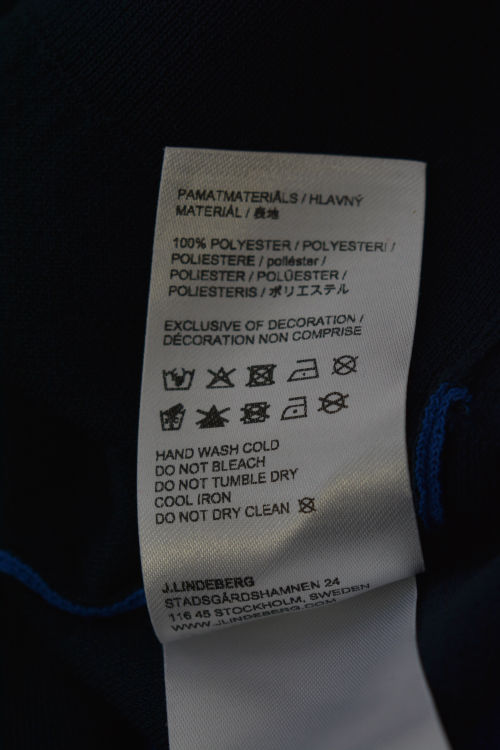 PAMATMATERIĀLS / HLAVNÝ
MATERIÁL / 表地
100% POLYESTER / POLYESTERI /
POLIESTERE / poliéster /
POLIESTER / POLÜESTER /
POLIESTERIS / ポリエステル
EXCLUSIVE OF DECORATION /
DÉCORATION NON COMPRISE
HAND WASH COLD
DO NOT BLEACH
DO NOT TUMBLE DRY
COOL IRON
DO NOT DRY CLEAN
J.LINDEBERG
STADSGÅRDSHAMNEN 24
116 45 STOCKHOLM, SWEDEN
WWW.JLINDEBERG.COM